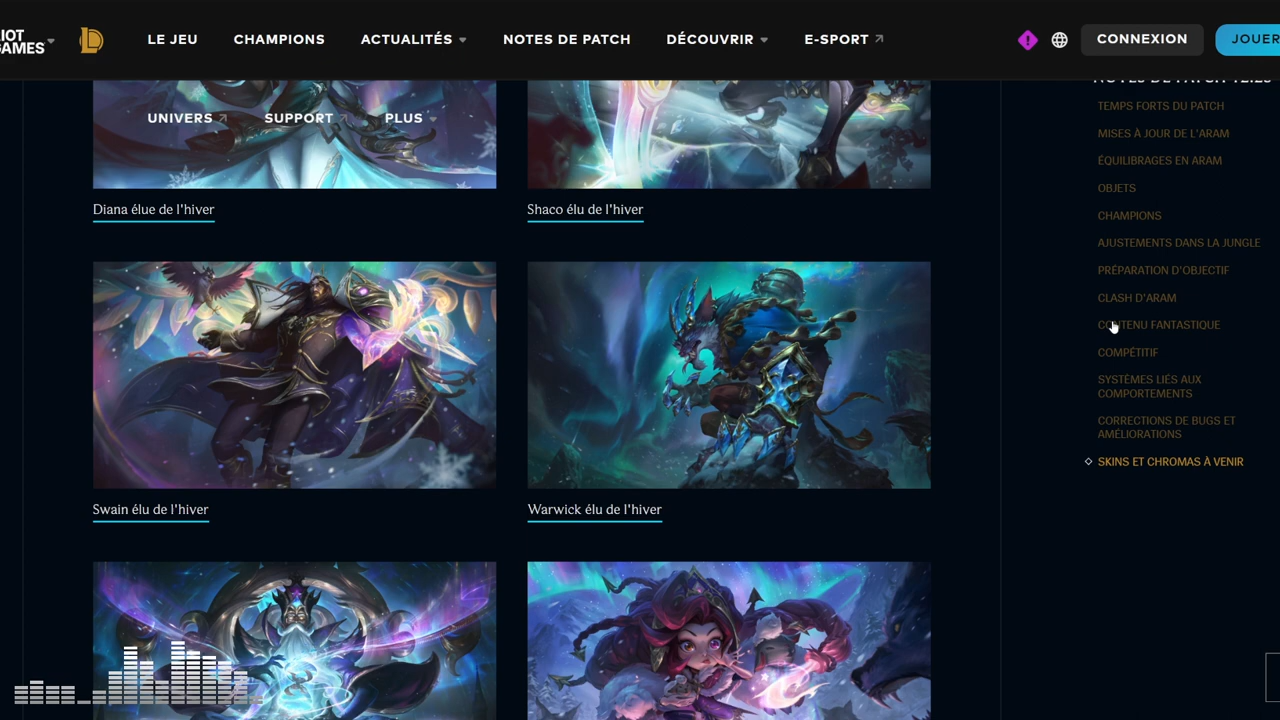 LE JEU
CHAMPIONS
ACTUALITÉS
NOTES DE PATCH
DÉCOUVRIR
E-SPORT
CONNEXION
UNIVERS
SUPPORT
PLUS
Diana élue de l'hiver
Shaco élu de l'hiver
Swain élu de l'hiver
Warwick élu de l'hiver
TEMPS FORTS DU PATCH
MISES À JOUR DE L'ARAM
ÉQUILIBRAGES EN ARAM
OBJETS
CHAMPIONS
AJUSTEMENTS DANS LA JUNGLE
PRÉPARATION D'OBJECTIF
CLASH D'ARAM
CONTENU FANTASTIQUE
COMPÉTITIF
SYSTÈMES LIÉS AUX
COMPORTEMENTS
CORRECTIONS DE BUGS ET
AMÉLIORATIONS
SKINS ET CHROMAS À VENIR